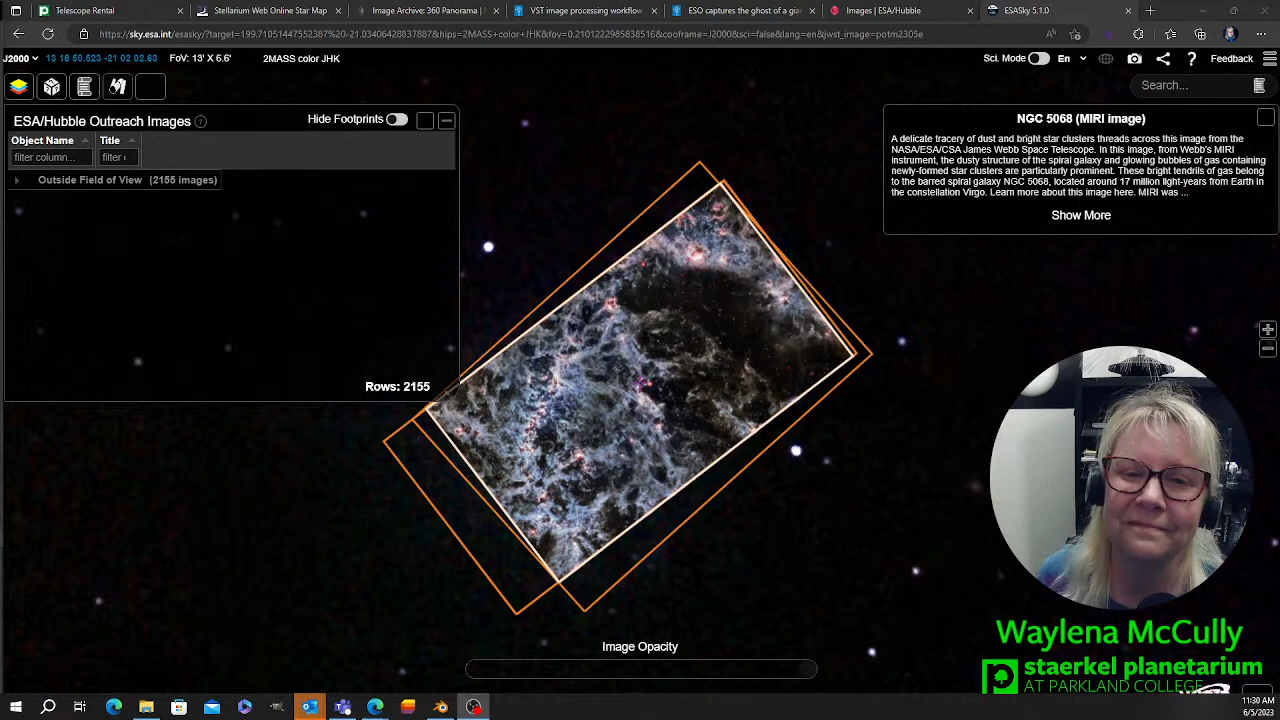 Telescope Rental
Stellarium Web Online Star Map
Image Archive: 360 Panorama |
VST image processing workflow
ESO captures the ghost of a gia
Images | ESA/Hubble
ESASky 5.1.0
https://sky.esa.int/esasky/?target=199.71051447552387%20-21.03406428837887&hips=2MASS+color+JHK&fov=0.2101222985838516&cooframe=J2000&sci=false&lang=en&jwst_image=potm2305e
J2000
13 18 50.523 -21 02 02.63
FoV: 13' X 6.6'
2MASS color JHK
Sci. Mode
En
?
Feedback
Search...
ESA/Hubble Outreach Images ?
Hide Footprints
Object Name
Title
filter column...
filter
Outside Field of View (2155 images)
Rows: 2155
NGC 5068 (MIRI image)
A delicate tracery of dust and bright star clusters threads across this image from the
NASA/ESA/CSA James Webb Space Telescope. In this image, from Webb's MIRI
instrument, the dusty structure of the spiral galaxy and glowing bubbles of gas containing
newly-formed star clusters are particularly prominent. These bright tendrils of gas belong
to the barred spiral galaxy NGC 5068, located around 17 million light-years from Earth in
the constellation Virgo. Learn more about this image here. MIRI was ...
Show More
Image Opacity
Waylena McCully
staerkel planetarium
AT PARKLAND COLLEGE
11:30 AM
6/5/2023